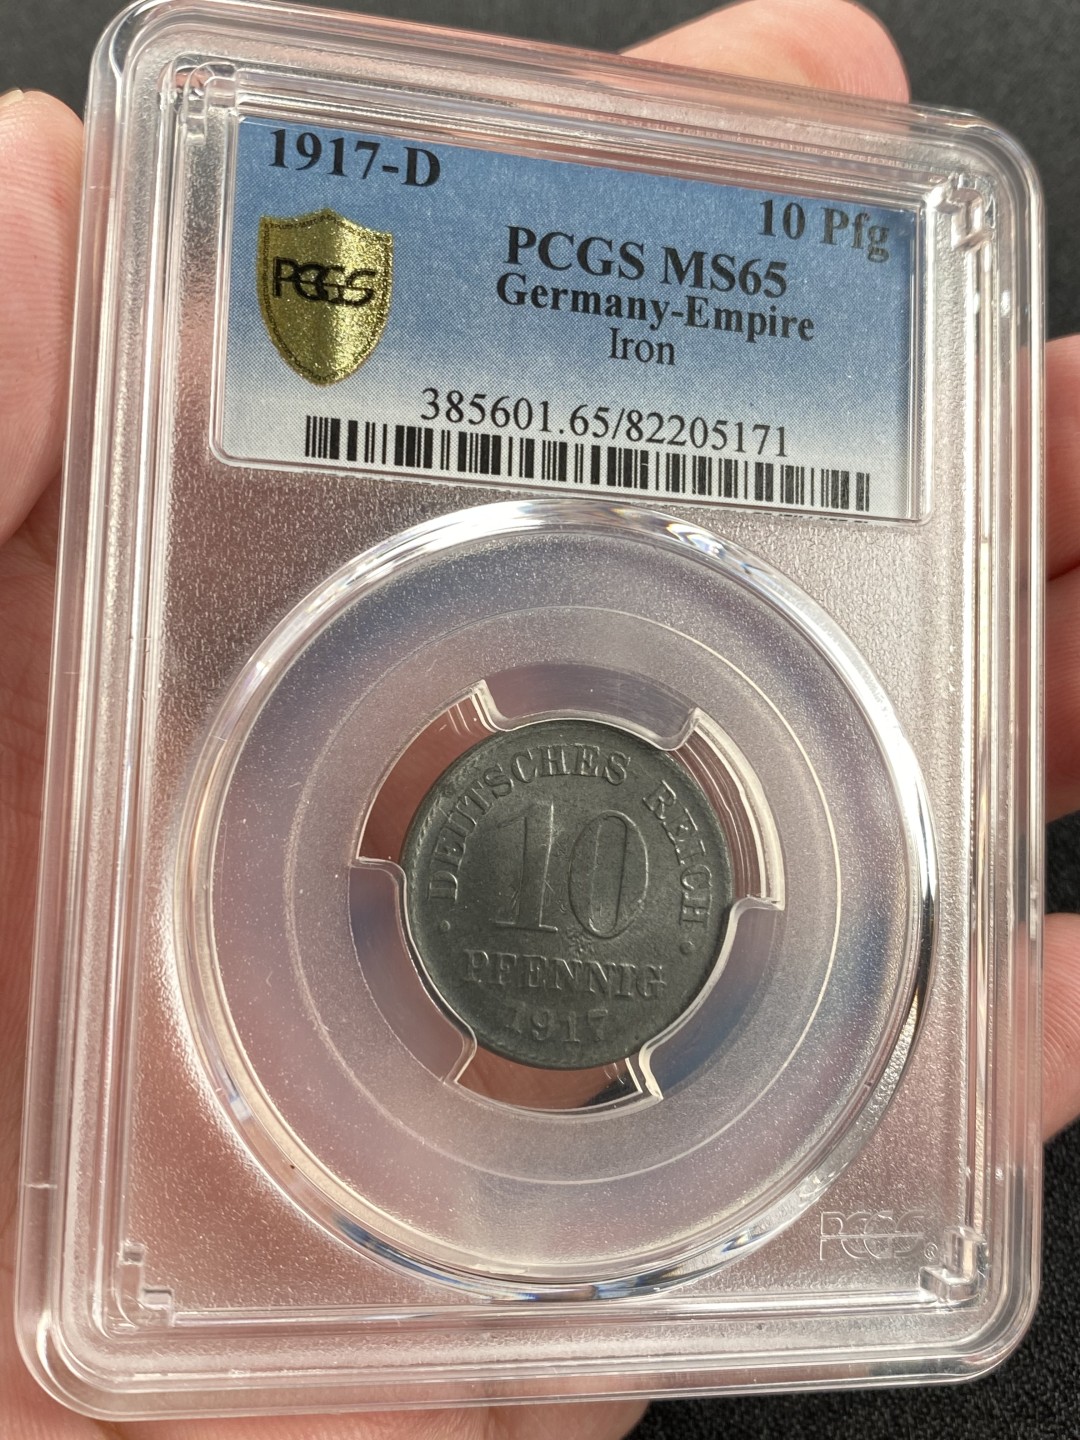 1917-D
10 Pfg
PCGS
PCGS MS65
Germany-Empire
Iron
385601.65/82205171
DEUTSCHES REICH
10
PFENNIG
1917
PCGS®